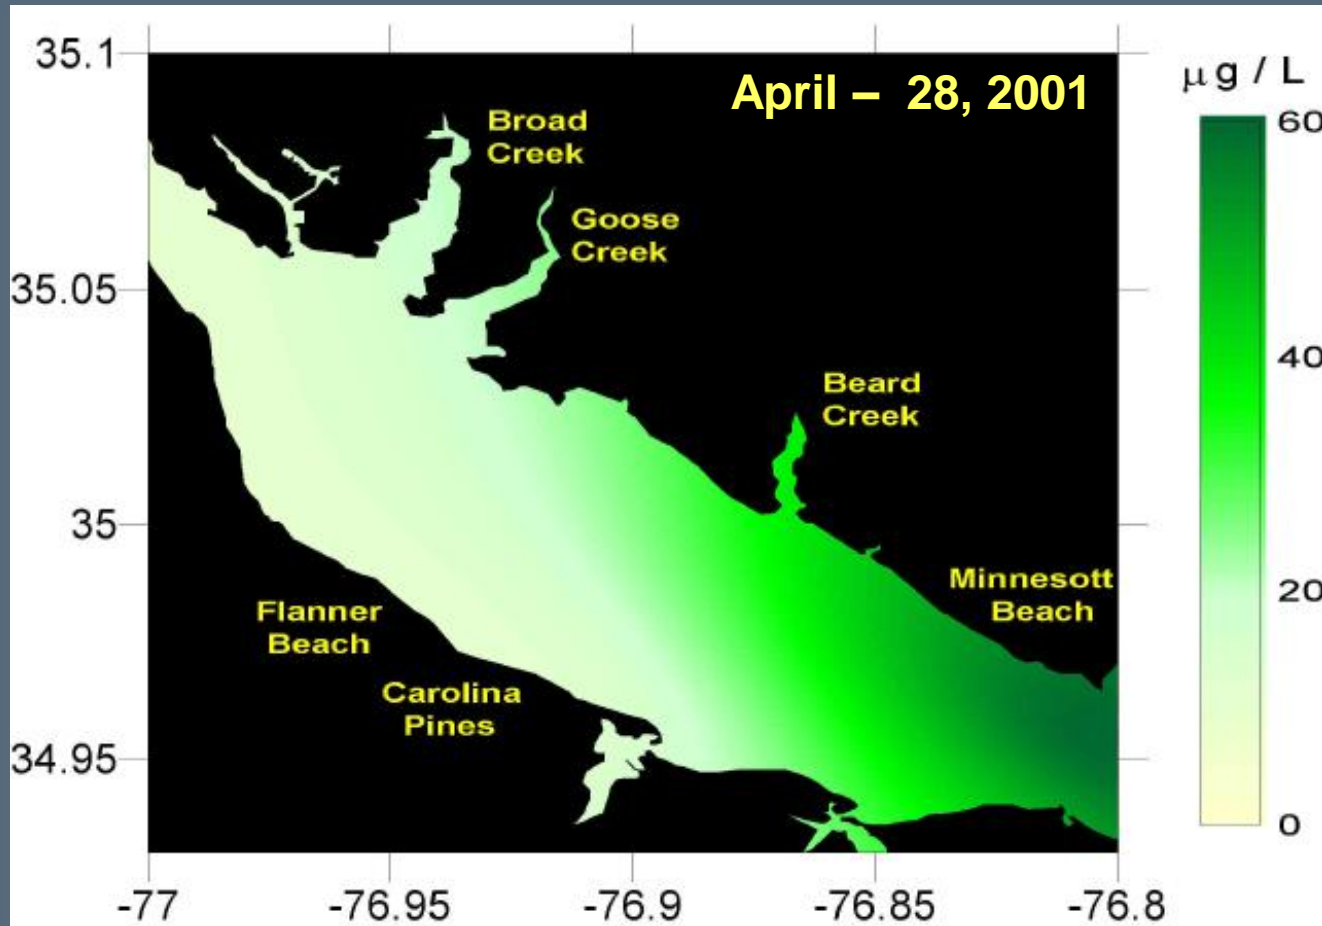 April –  28, 2001
μg / L
35.1
35.05
35
34.95
Broad
Creek
Goose
Creek
Beard
Creek
Minnesott
Beach
Flanner
Beach
Carolina
Pines
60
40
20
0
-77
-76.95
-76.9
-76.85
-76.8